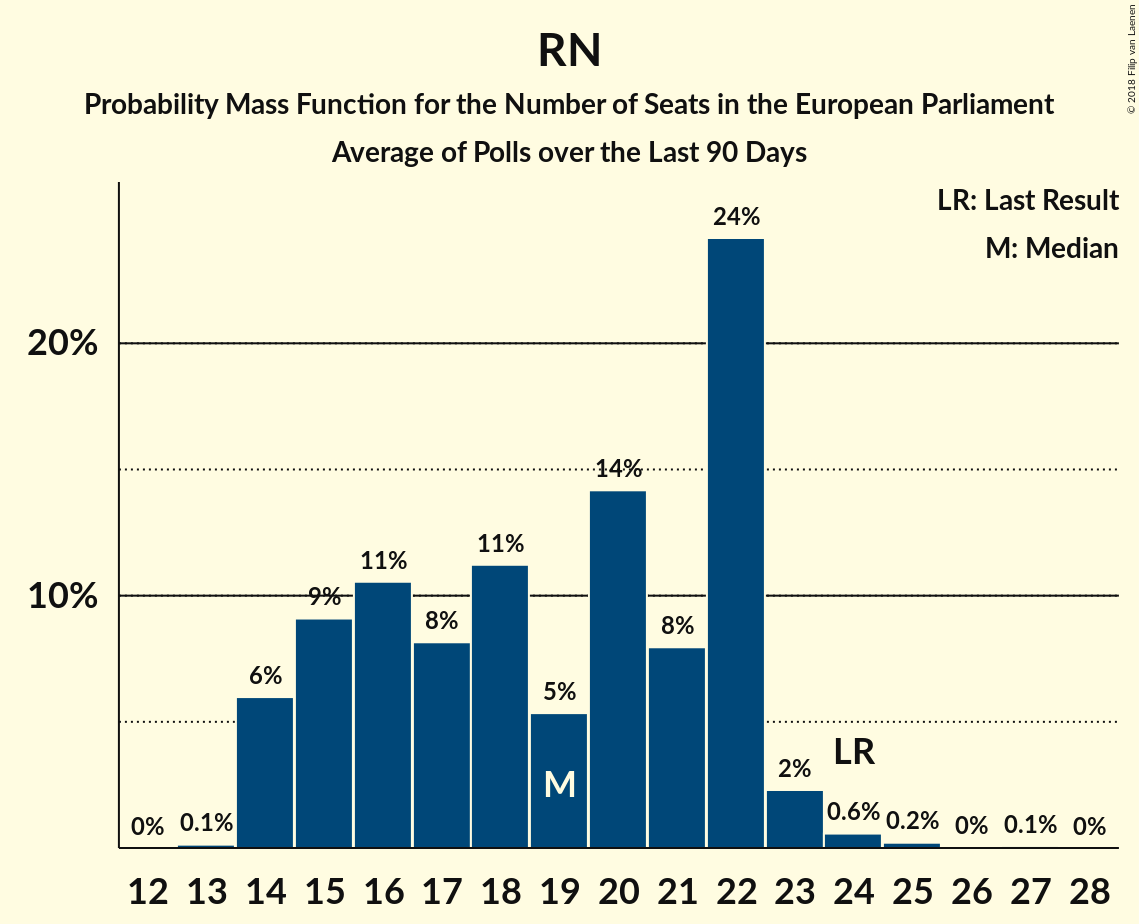 RN
Probability Mass Function for the Number of Seats in the European Parliament
Average of Polls over the Last 90 Days
© 2018 Filip van Laenen
LR: Last Result
M: Median
20%
10%
0%
0.1%
6%
9%
11%
8%
11%
5%
14%
8%
24%
2%
0.6%
0.2%
0%
0.1%
0%
M
LR
12 13 14 15 16 17 18 19 20 21 22 23 24 25 26 27 28